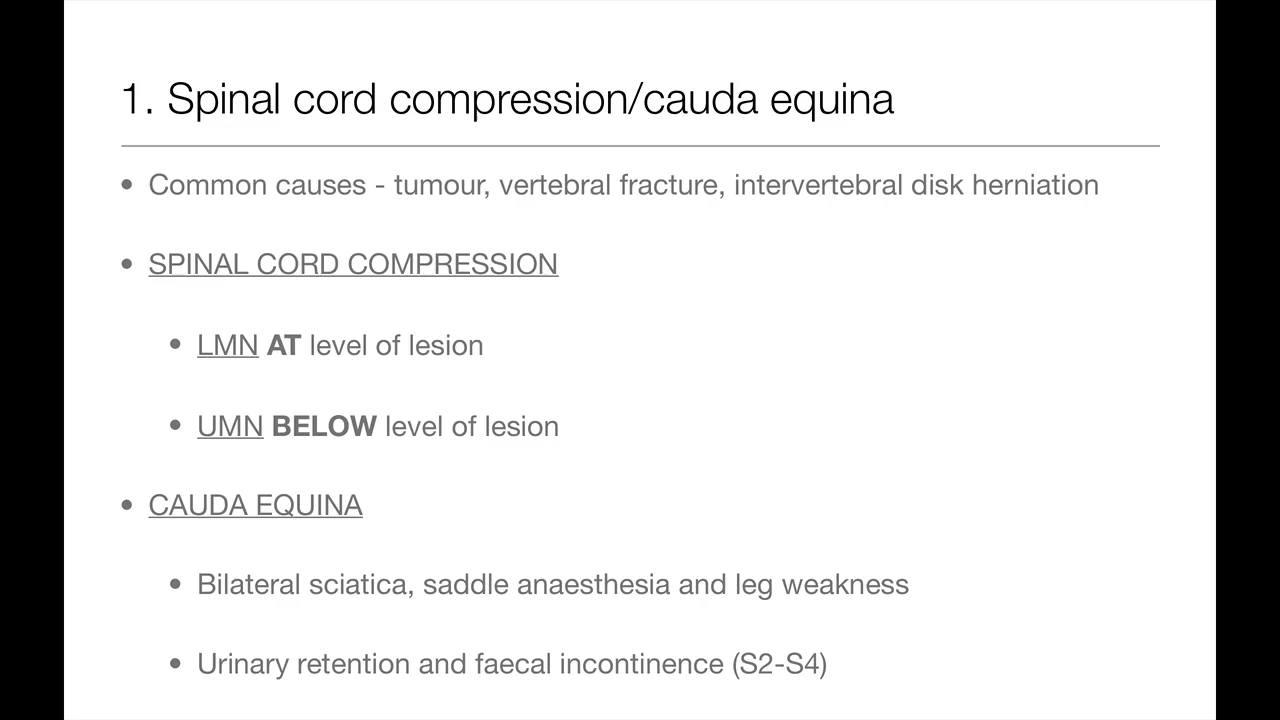 1. Spinal cord compression/cauda equina
• Common causes - tumour, vertebral fracture, intervertebral disk herniation
• SPINAL CORD COMPRESSION
• LMN AT level of lesion
• UMN BELOW level of lesion
• CAUDA EQUINA
• Bilateral sciatica, saddle anaesthesia and leg weakness
• Urinary retention and faecal incontinence (S2-S4)